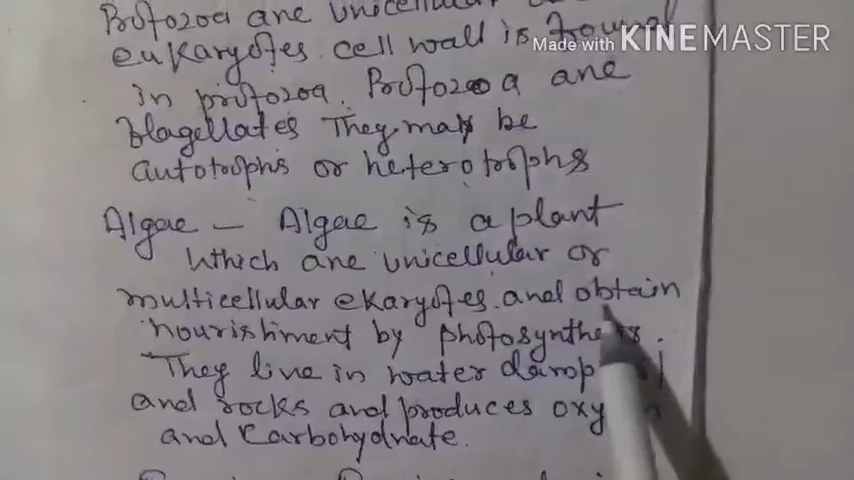 Protozoa are unicellular
eukaryotes cell wall is found
Made with KINEMASTER
in protozoa. Protozoa are
flagellates They may be
autotrophs or heterotrophs
Algae - Algae is a plant
Which are unicellular or
multicellular ekaryotes and obtain
nourishment by photosynthesis.
They live in water damp
and rocks and produces oxygen
and Carbohydrate.